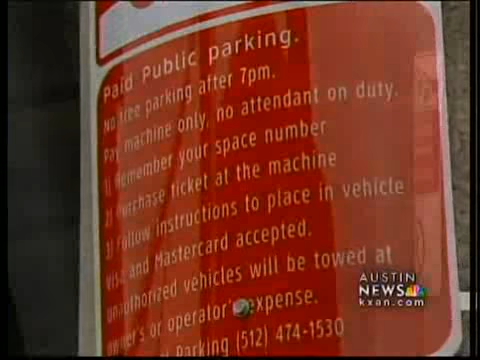 Paid Public parking.
No free parking after 7pm.
Pay machine only, no attendant on duty.
1) Remember your space number
2) Purchase ticket at the machine
3) Follow instructions to place in vehicle
Visa and Mastercard accepted.
Unauthorized vehicles will be towed at
owner's or operator's expense.
Parking (512) 474-1530
AUSTIN
NEWS
kxan.com